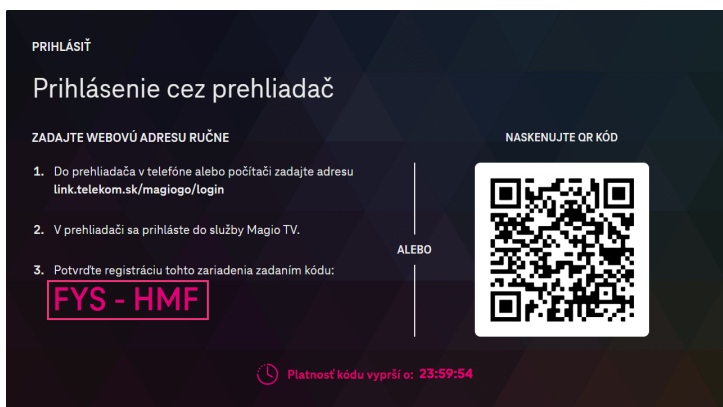 PRIHLÁSIŤ
Prihlásenie cez prehliadač
ZADAJTE WEBOVÚ ADRESU RUČNE
1. Do prehliadača v telefóne alebo počítači zadajte adresu
link.telekom.sk/magiogo/login
2. V prehliadači sa prihláste do služby Magio TV.
3. Potvrďte registráciu tohto zariadenia zadaním kódu:
FYS - HMF
ALEBO
NASKENUJTE QR KÓD
Platnosť kódu vyprší o: 23:59:54